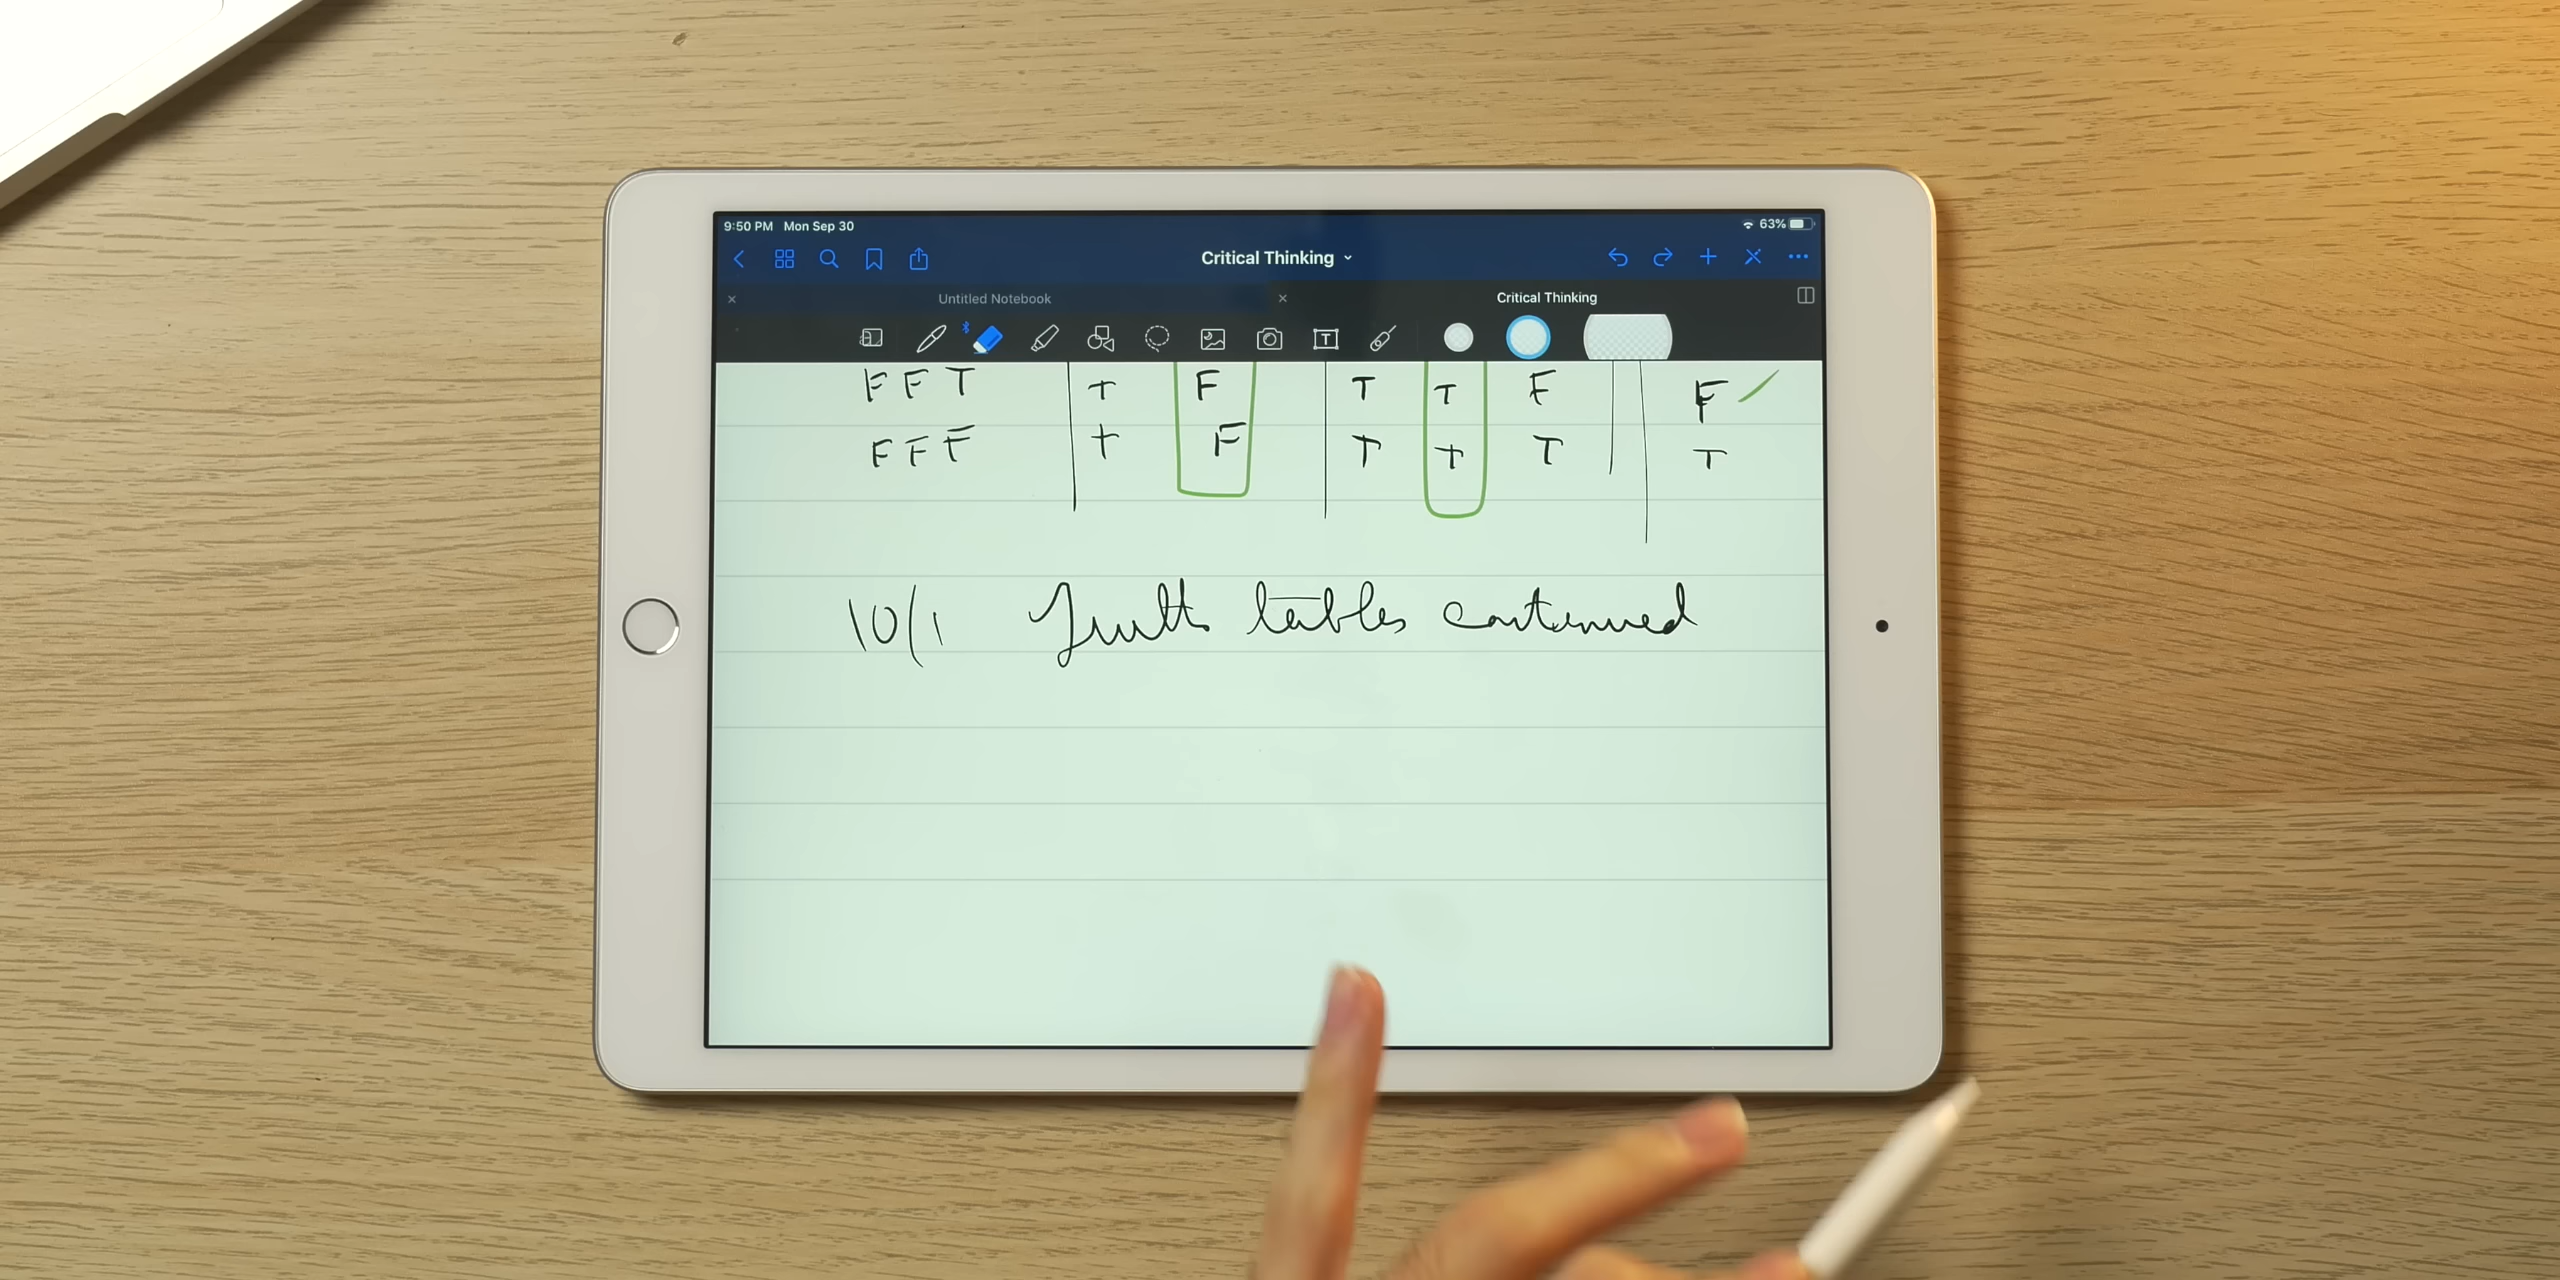 9:50 PM Mon Sep 30 63%
Critical Thinking
Untitled Notebook Critical Thinking
T
F F T T F T T F F
F F F T F T T T T
10/1 Truth tables continued